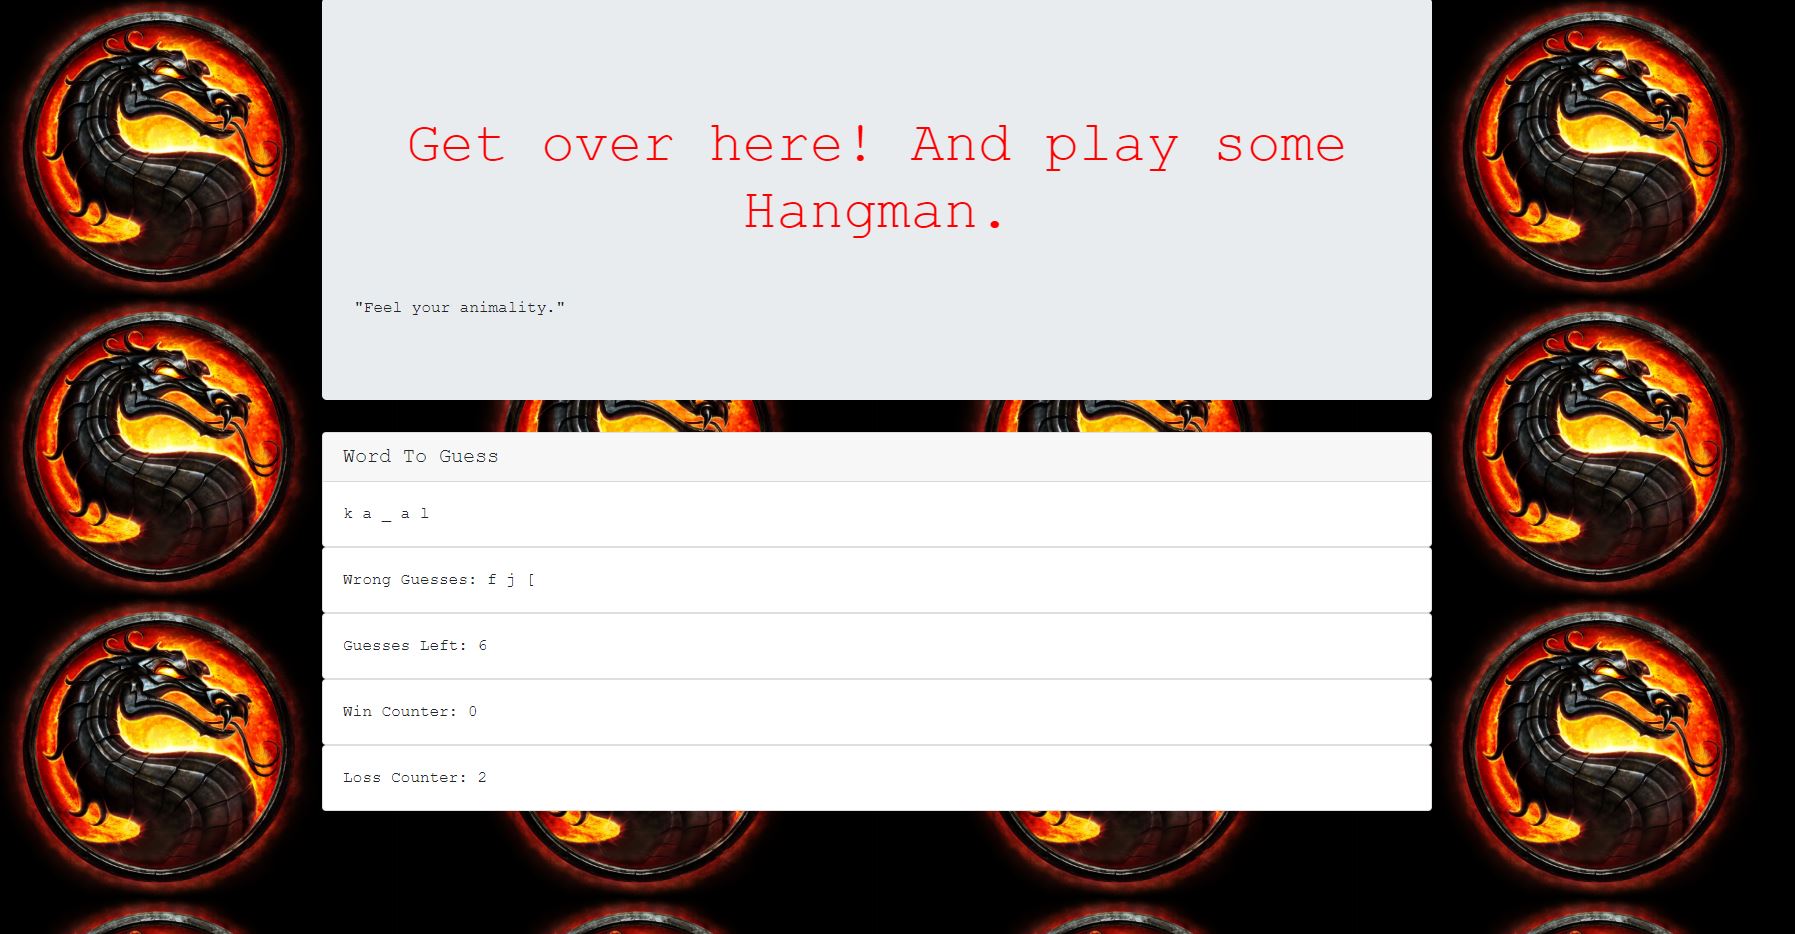 Get over here! And play some
Hangman.
"Feel your animality."
Word To Guess
k a _ a l
Wrong Guesses: f j [
Guesses Left: 6
Win Counter: 0
Loss Counter: 2